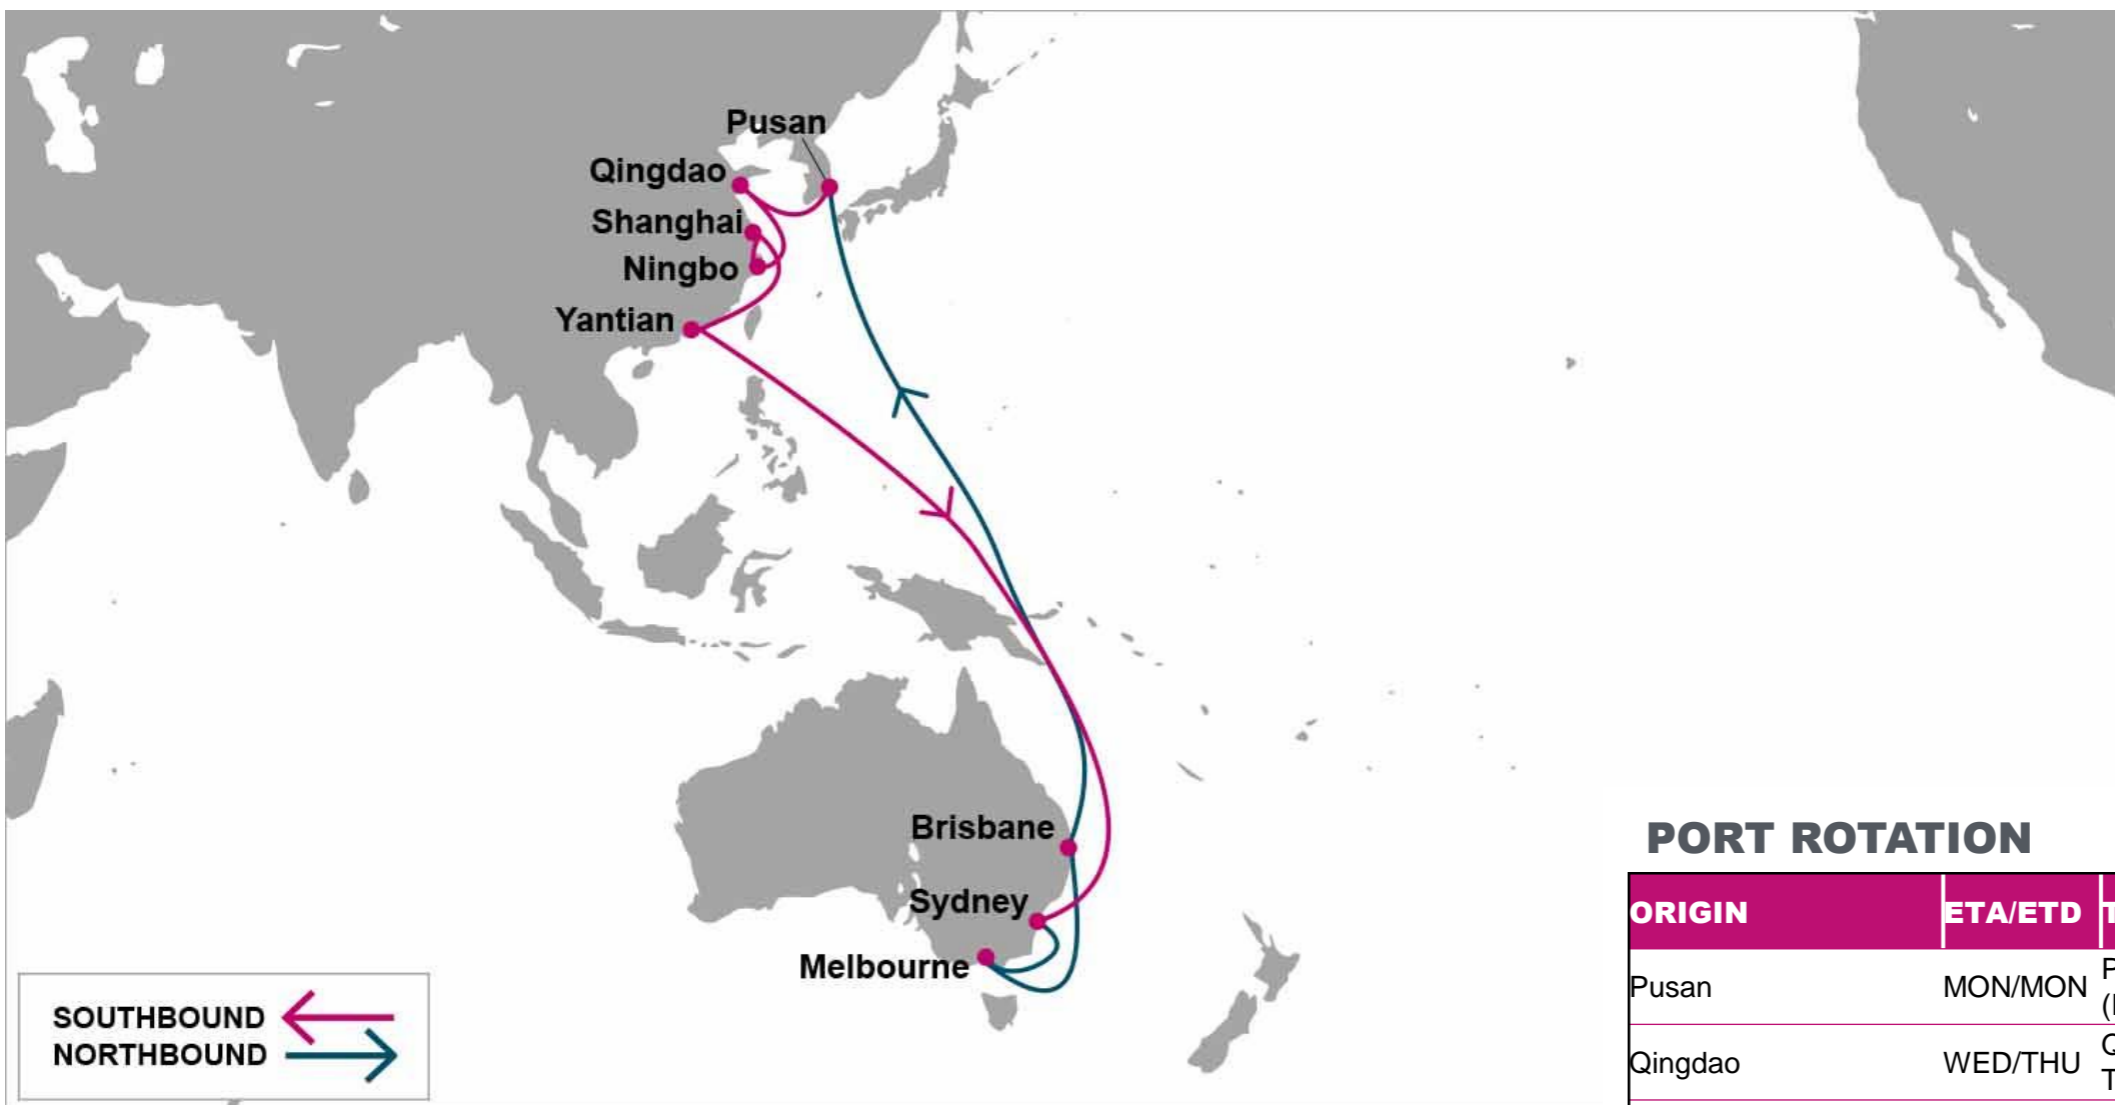 Pusan
Qingdao
Shanghai
Ningbo
Yantian
Brisbane
Sydney
Melbourne
SOUTHBOUND
NORTHBOUND
PORT ROTATION
ORIGIN ETA/ETD
Pusan MON/MON
Qingdao WED/THU